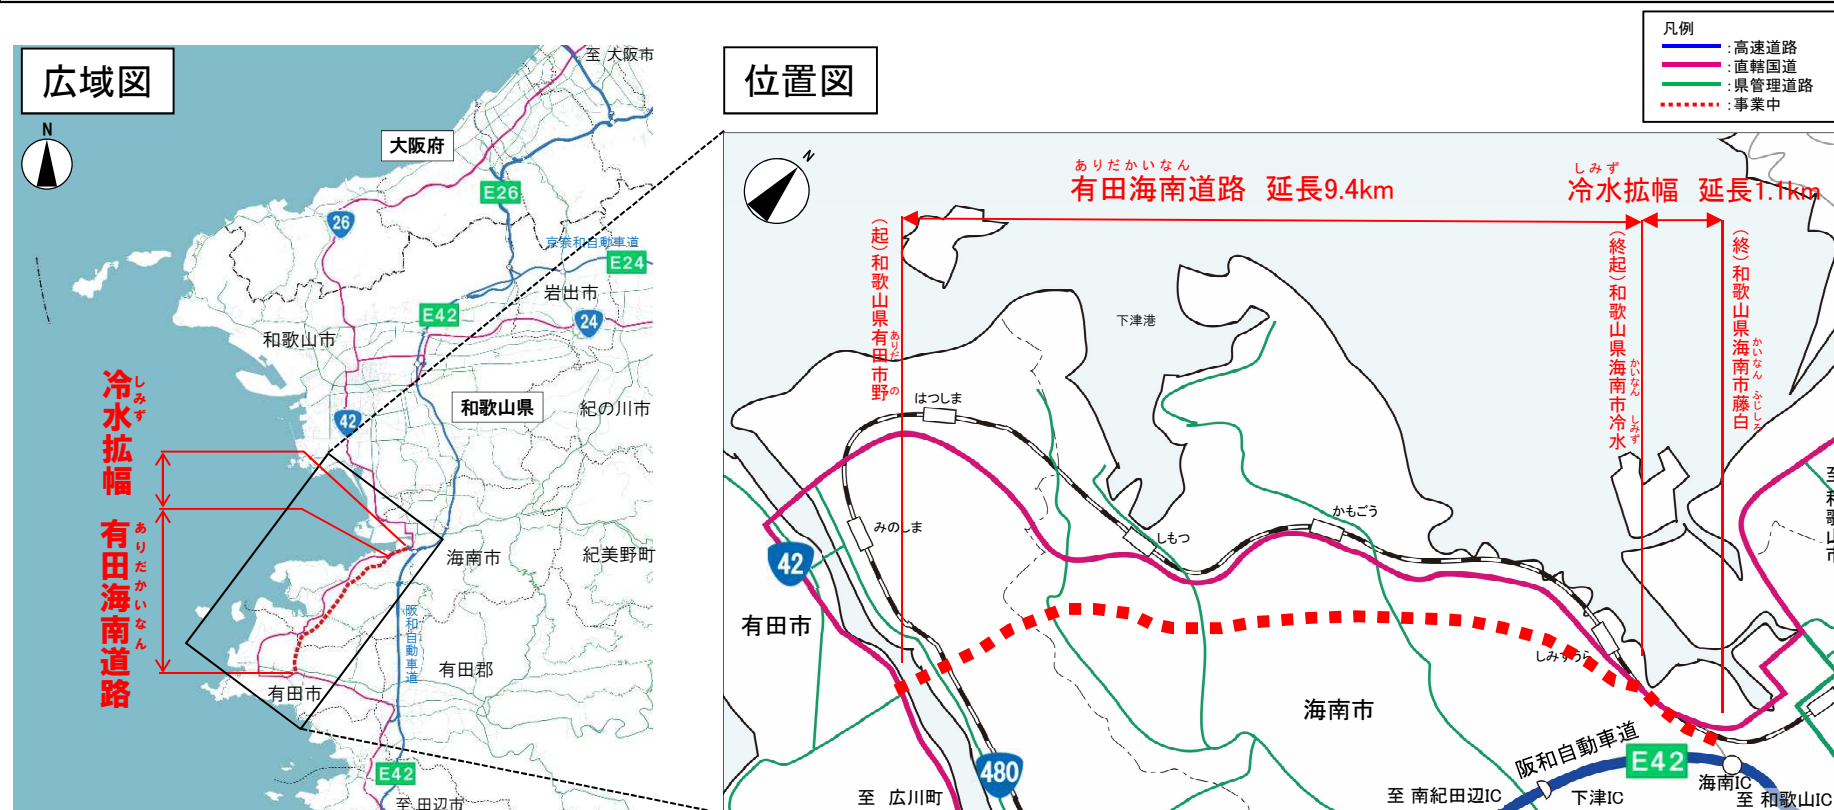 広域図
N
至 大阪市
大阪府
E26
26
京奈和自動車道
E24
岩出市
E42
24
和歌山市
和歌山県
紀の川市
42
しみず
冷水拡幅
海南市
紀美野町
ありだかいなん
有田海南道路
阪和自動車道
有田郡
有田市
E42
至 田辺市
位置図
凡例
:高速道路
:直轄国道
:県管理道路
:事業中
N
ありだかいなん
有田海南道路 延長9.4km
しみず
冷水拡幅 延長1.1km
(起)和歌山県有田市野
ありだ の
(終起)和歌山県海南市冷水
かいなん しみず
(終)和歌山県海南市藤白
かいなん ふじしろ
下津港
はつしま
みのしま
しもつ
かもごう
しみずうら
至 和歌山市
42
有田市
海南市
480
至 広川町
阪和自動車道
E42
海南IC
至 南紀田辺IC
下津IC
至 和歌山IC